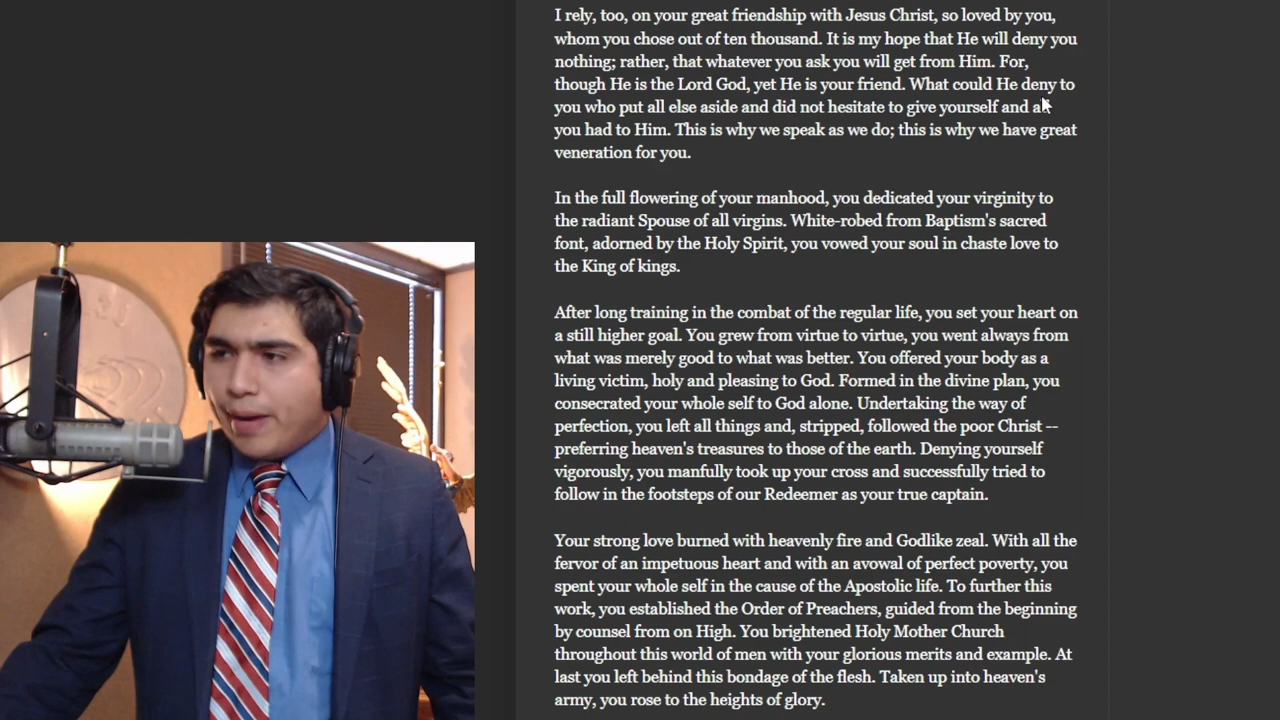 I rely, too, on your great friendship with Jesus Christ, so loved by you,
whom you chose out of ten thousand. It is my hope that He will deny you
nothing; rather, that whatever you ask you will get from Him. For,
though He is the Lord God, yet He is your friend. What could He deny to
you who put all else aside and did not hesitate to give yourself and
you had to Him. This is why we speak as we do; this is why we have great
veneration for you.
In the full flowering of your manhood, you dedicated your virginity to
the radiant Spouse of all virgins. White-robed from Baptism's sacred
font, adorned by the Holy Spirit, you vowed your soul in chaste love to
the King of kings.
After long training in the combat of the regular life, you set your heart on
a still higher goal. You grew from virtue to virtue, you went always from
what was merely good to what was better. You offered your body as a
living victim, holy and pleasing to God. Formed in the divine plan, you
consecrated your whole self to God alone. Undertaking the way of
perfection, you left all things and, stripped, followed the poor Christ --
preferring heaven's treasures to those of the earth. Denying yourself
vigorously, you manfully took up your cross and successfully tried to
follow in the footsteps of our Redeemer as your true captain.
Your strong love burned with heavenly fire and Godlike zeal. With all the
fervor of an impetuous heart and with an avowal of perfect poverty, you
spent your whole self in the cause of the Apostolic life. To further this
work, you established the Order of Preachers, guided from the beginning
by counsel from on High. You brightened Holy Mother Church
throughout this world of men with your glorious merits and example. At
last you left behind this bondage of the flesh. Taken up into heaven's
army, you rose to the heights of glory.